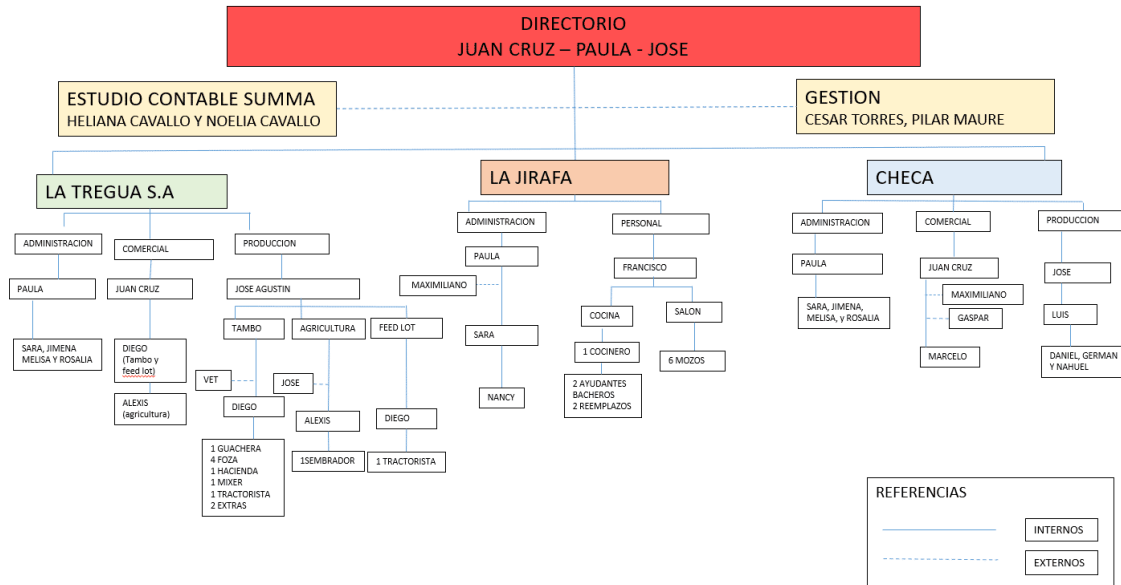 DIRECTORIO
JUAN CRUZ – PAULA - JOSE
ESTUDIO CONTABLE SUMMA
HELIANA CAVALLO Y NOELIA CAVALLO
GESTION
CESAR TORRES, PILAR MAURE
LA TREGUA S.A
ADMINISTRACION
PAULA
SARA, JIMENA
MELISA Y ROSALIA
COMERCIAL
JUAN CRUZ
DIEGO
(Tambo y
feed lot)
ALEXIS
(agricultura)
PRODUCCION
JOSE AGUSTIN
TAMBO
VET
DIEGO
1 GUACHERA
4 FOZA
1 HACIENDA
1 MIXER
1 TRACTORISTA
2 EXTRAS
AGRICULTURA
JOSE
ALEXIS
1SEMBRADOR
FEED LOT
DIEGO
1 TRACTORISTA
LA JIRAFA
ADMINISTRACION
PAULA
MAXIMILIANO
SARA
NANCY
PERSONAL
FRANCISCO
COCINA
1 COCINERO
2 AYUDANTES
BACHEROS
2 REEMPLAZOS
SALON
6 MOZOS
CHECA
ADMINISTRACION
PAULA
SARA, JIMENA,
MELISA, y ROSALIA
COMERCIAL
JUAN CRUZ
MAXIMILIANO
GASPAR
MARCELO
PRODUCCION
JOSE
LUIS
DANIEL, GERMAN
Y NAHUEL
REFERENCIAS
INTERNOS
EXTERNOS